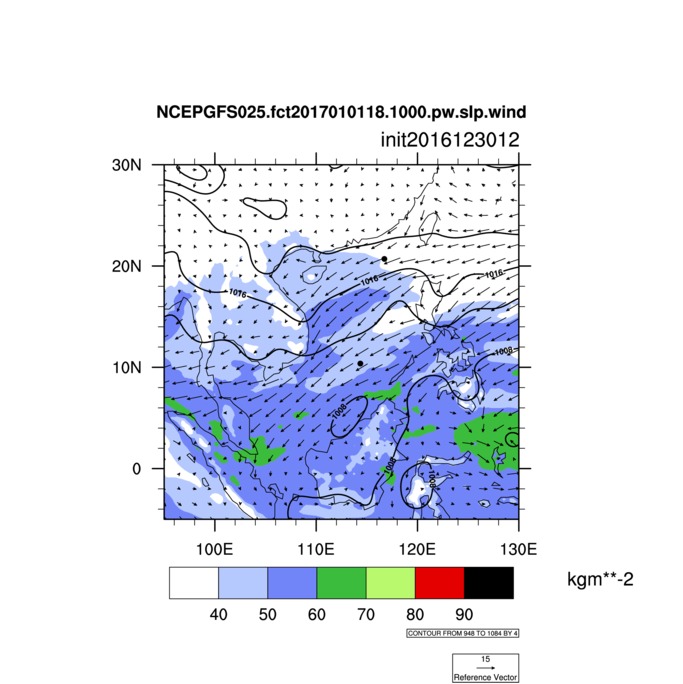 NCEPGFS025.fct2017010118.1000.pw.slp.wind
init2016123012
30N
20N
10N
0
1016
1016
1016
1008
1008
1008
1008
100E 110E 120E 130E
40 50 60 70 80 90
kgm**-2
CONTOUR FROM 948 TO 1084 BY 4
15
Reference Vector